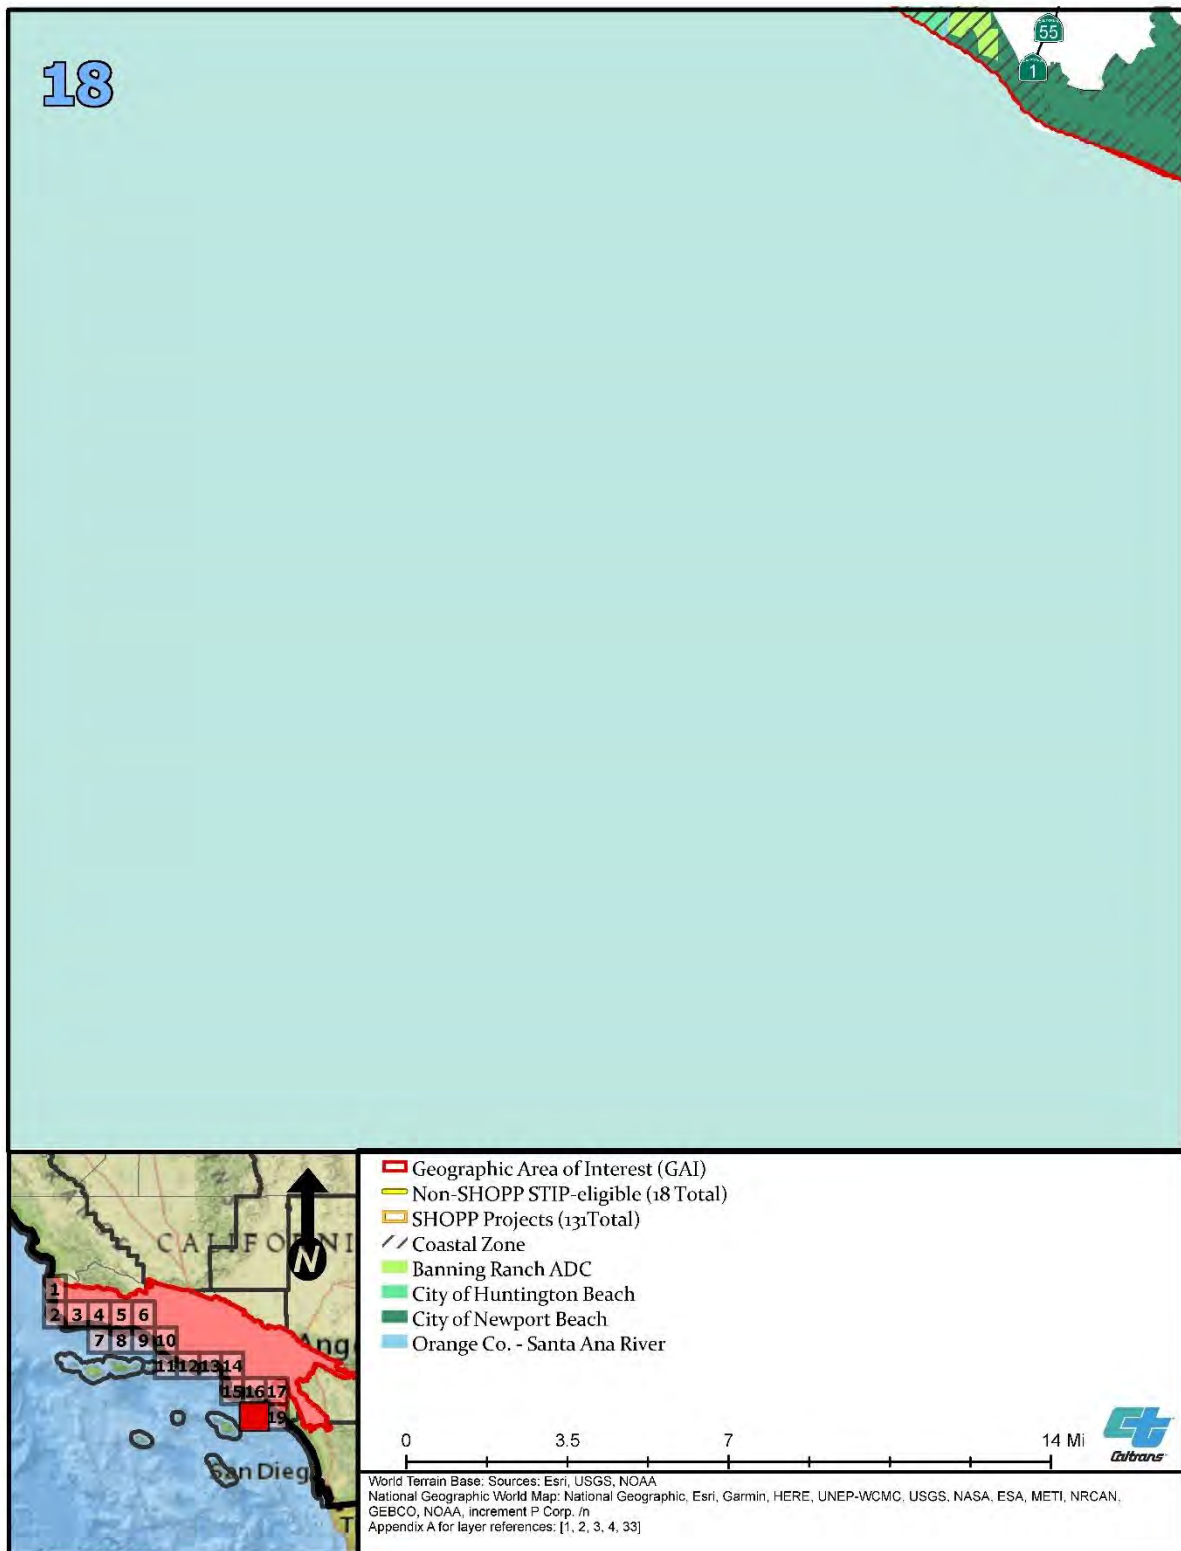 18
55
1
CALIFORNI
1
2 3 4 5 6
7 8 9 10
11 12 13 14
Ang
15 16 17
19
San Dieg
T
N
Geographic Area of Interest (GAI)
Non-SHOPP STIP-eligible (18 Total)
SHOPP Projects (131Total)
Coastal Zone
Banning Ranch ADC
City of Huntington Beach
City of Newport Beach
Orange Co. - Santa Ana River
0 3.5 7 14 Mi
Caltrans
World Terrain Base: Sources: Esri, USGS, NOAA
National Geographic World Map: National Geographic, Esri, Garmin, HERE, UNEP-WCMC, USGS, NASA, ESA, METI, NRCAN,
GEBCO, NOAA, increment P Corp. /n
Appendix A for layer references: [1, 2, 3, 4, 33]